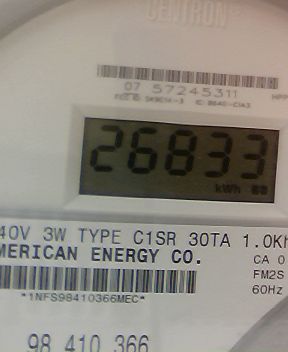 CENTRON®
07 57245311
26833
kWh
40V 3W TYPE C1SR 30TA 1.0Kh
MERICAN ENERGY CO.
CA 0
FM2S
60Hz
*1NFS98410366MEC*
98 410 366